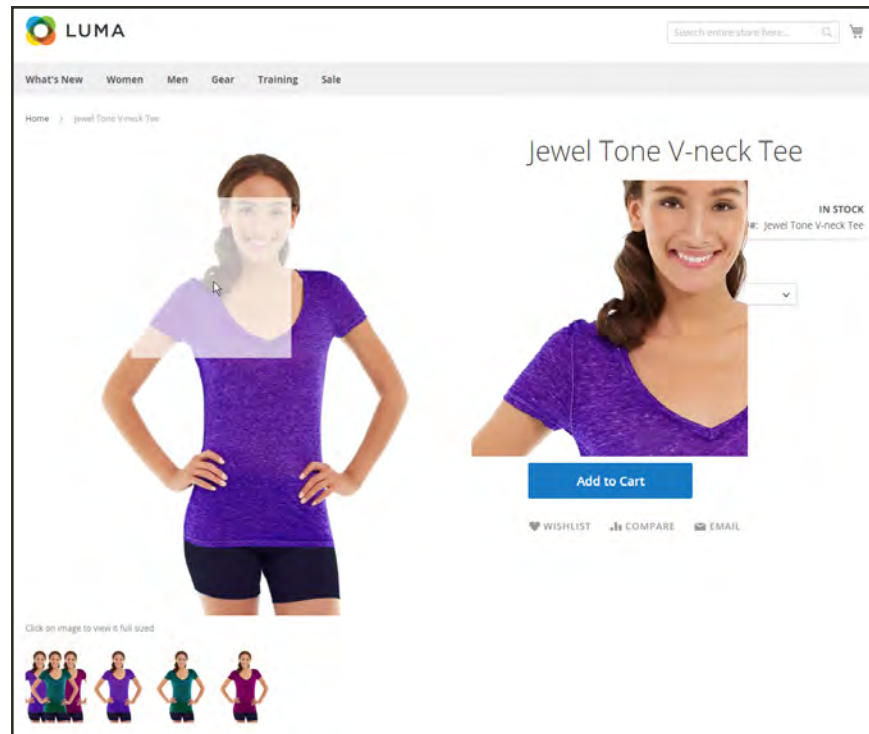 LUMA
Search entire store here...
What's New Women Men Gear Training Sale
Home > Jewel Tone V-neck Tee
Jewel Tone V-neck Tee
IN STOCK
#: Jewel Tone V-neck Tee
Add to Cart
WISHLIST COMPARE EMAIL
Click on image to view it full sized